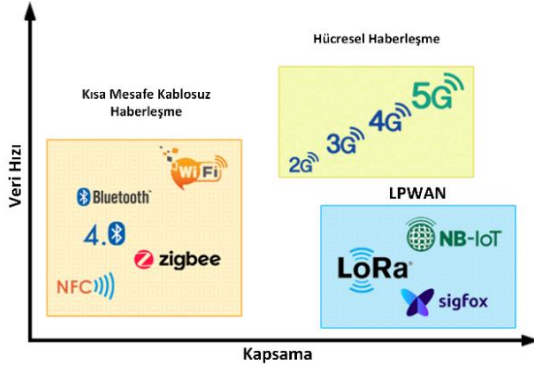 Hücresel Haberleşme
5G
4G
3G
2G
Kısa Mesafe Kablosuz
Haberleşme
WiFi
Bluetooth
4.0
zigbee
NFC
LPWAN
NB-IoT
LoRa
sigfox
Veri Hızı
Kapsama